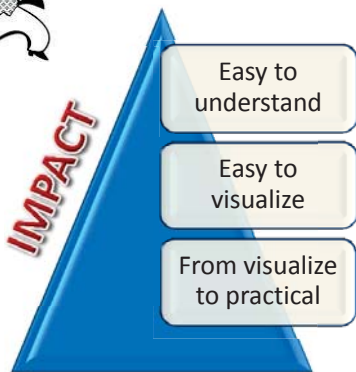 IMPACT
Easy to
understand
Easy to
visualize
From visualize
to practical